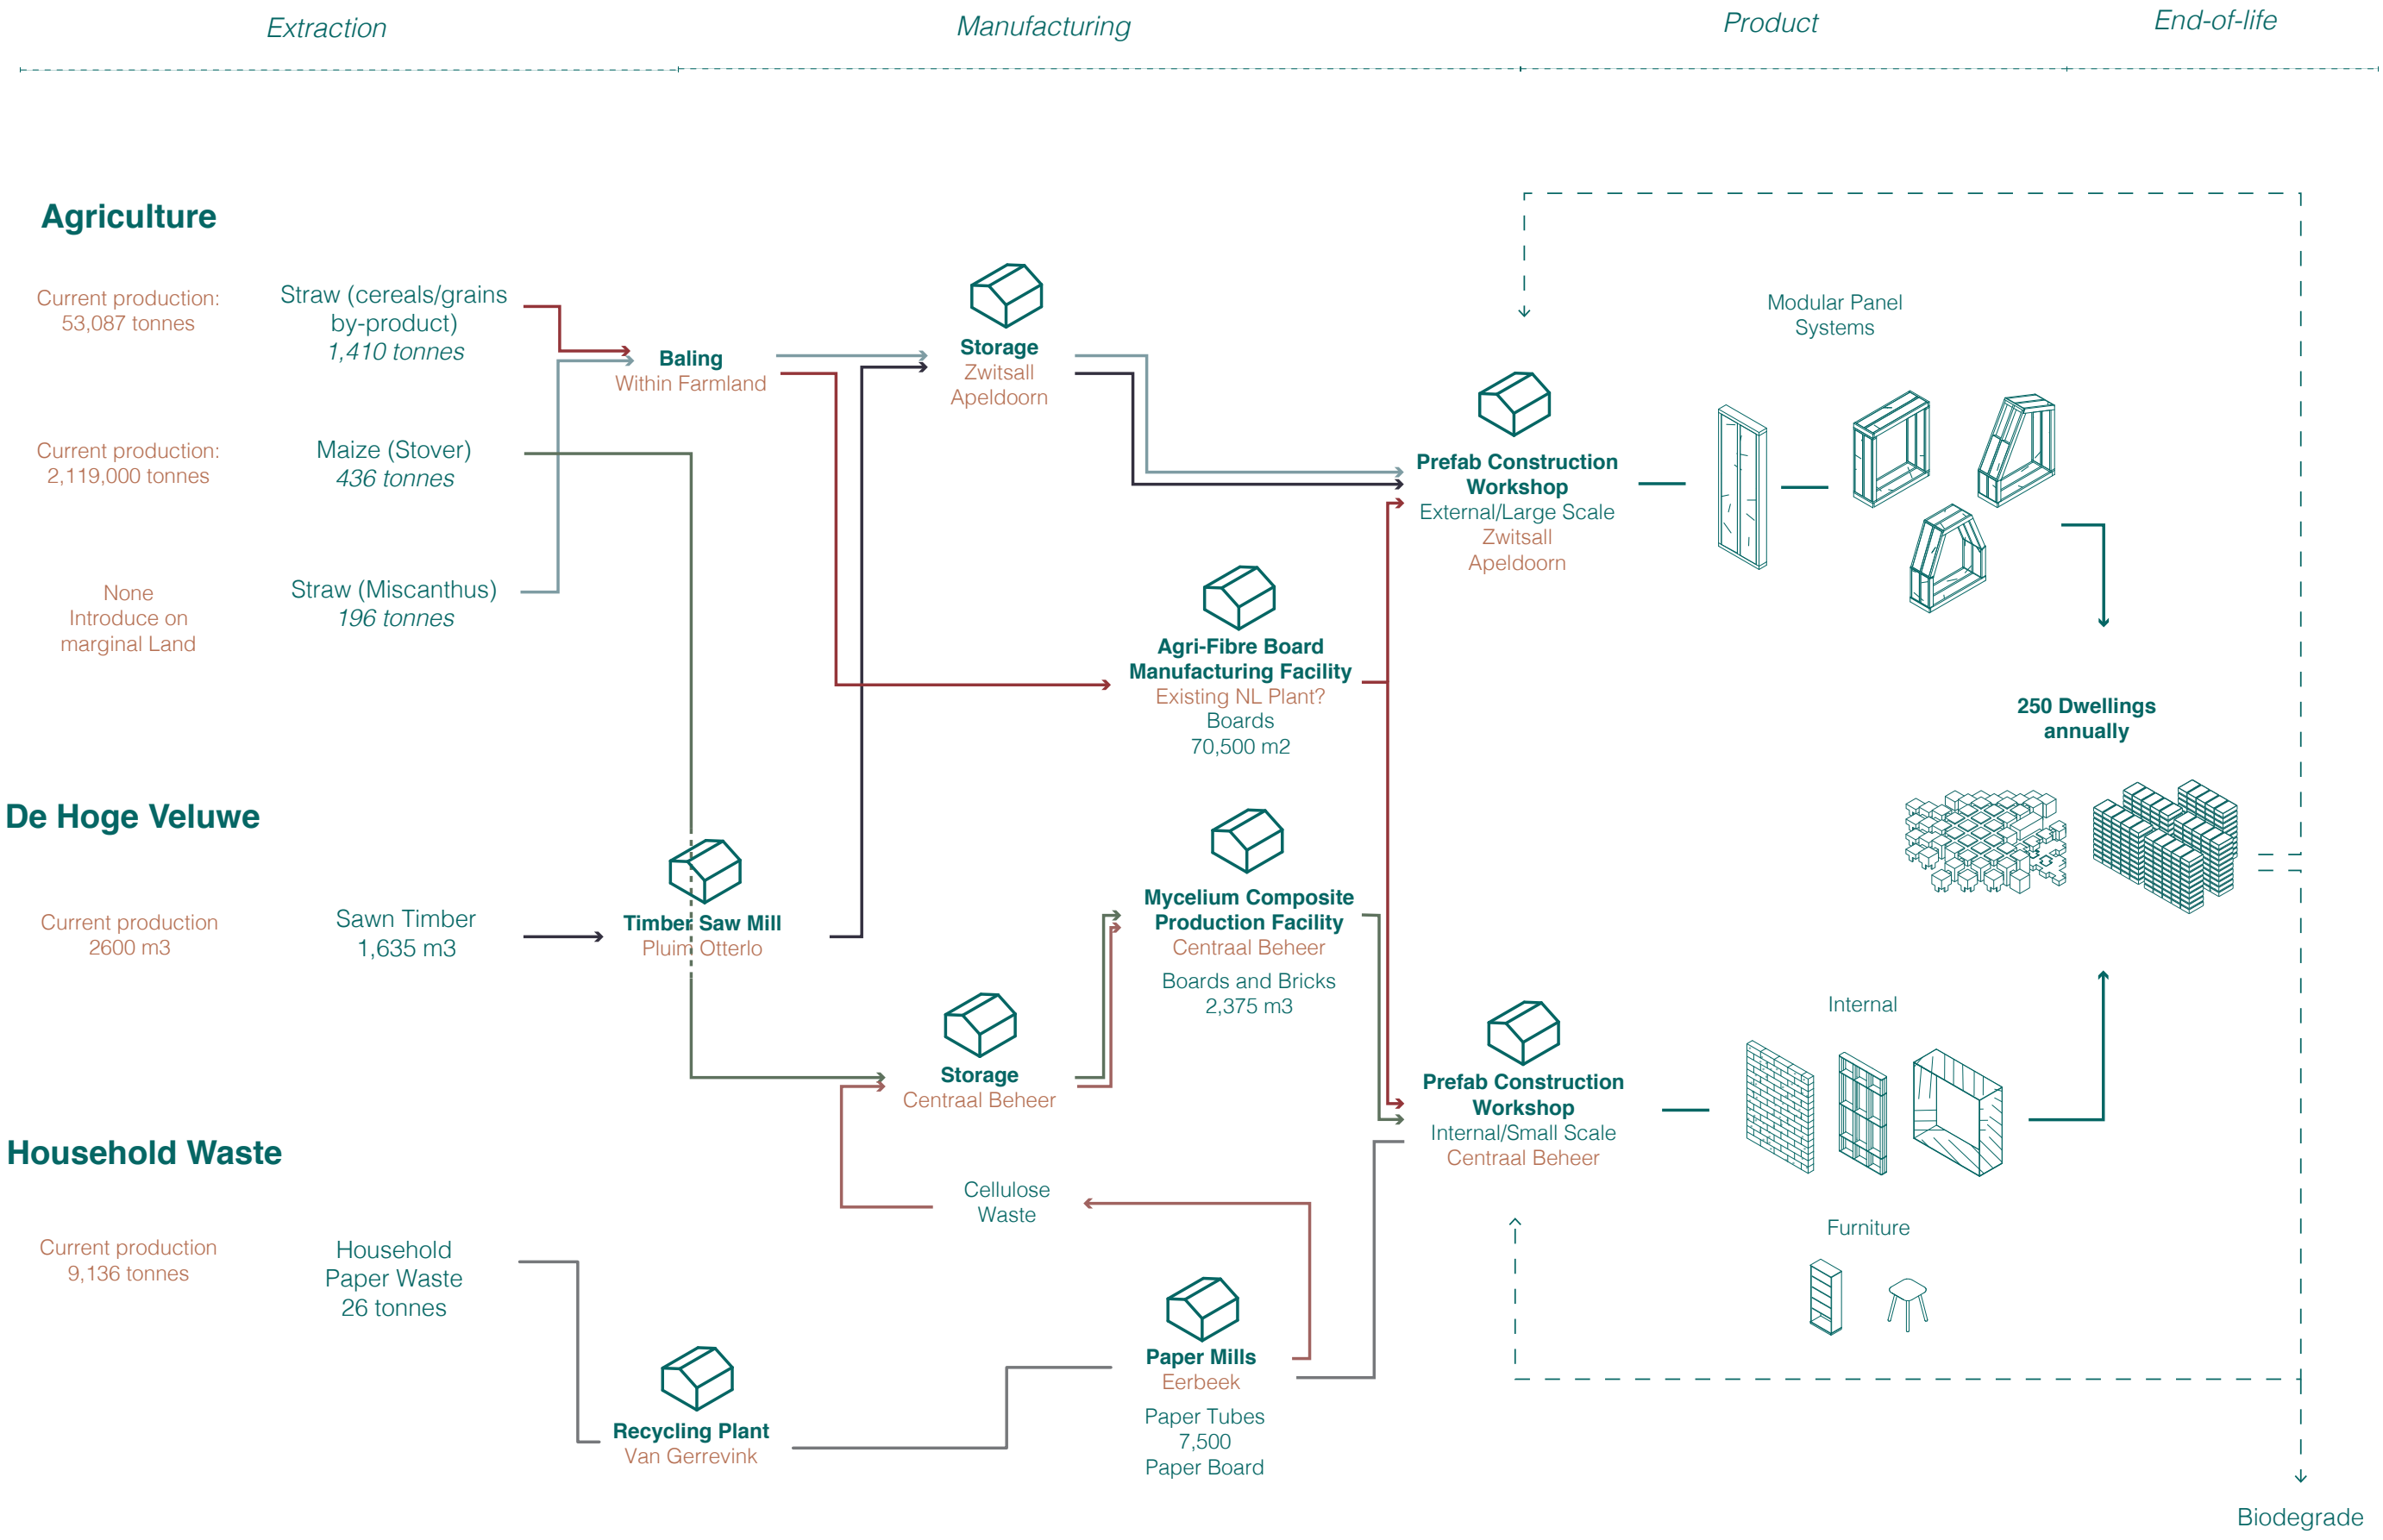 Extraction
Manufacturing
Product
End-of-life
Agriculture
Current production:
53,087 tonnes
Straw (cereals/grains
by-product)
1,410 tonnes
Baling
Within Farmland
Storage
Zwitsall
Apeldoorn
Current production:
2,119,000 tonnes
Maize (Stover)
436 tonnes
None
Introduce on
marginal Land
Straw (Miscanthus)
196 tonnes
Prefab Construction
Workshop
External/Large Scale
Zwitsall
Apeldoorn
Modular Panel
Systems
Agri-Fibre Board
Manufacturing Facility
Existing NL Plant?
Boards
70,500 m2
250 Dwellings
annually
De Hoge Veluwe
Current production
2600 m3
Sawn Timber
1,635 m3
Timber Saw Mill
Pluim Otterlo
Mycelium Composite
Production Facility
Centraal Beheer
Boards and Bricks
2,375 m3
Storage
Centraal Beheer
Prefab Construction
Workshop
Internal/Small Scale
Centraal Beheer
Internal
Household Waste
Current production
9,136 tonnes
Household
Paper Waste
26 tonnes
Cellulose
Waste
Furniture
Recycling Plant
Van Gerrevink
Paper Mills
Eerbeek
Paper Tubes
7,500
Paper Board
Biodegrade